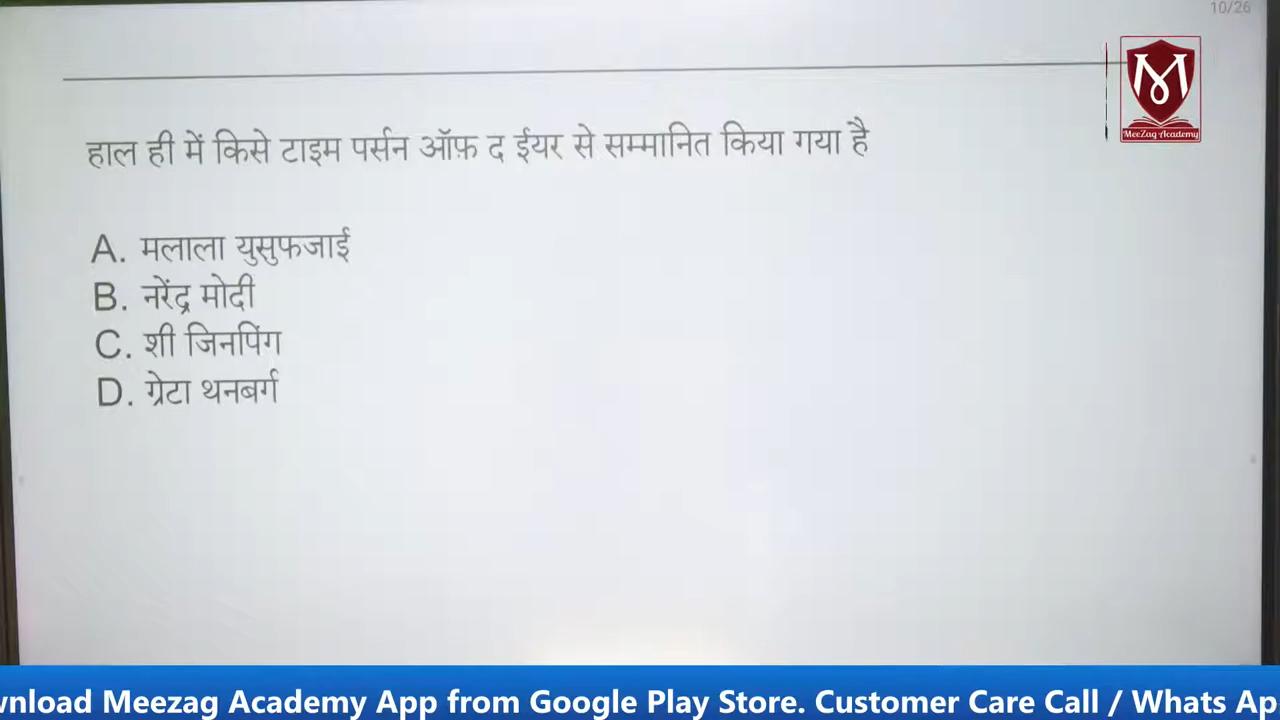 10/26
MeeZag Academy
हाल ही में किसे टाइम पर्सन ऑफ़ द ईयर से सम्मानित किया गया है
A. मलाला युसुफजाई
B. नरेंद्र मोदी
C. शी जिनपिंग
D. ग्रेटा थनबर्ग
wnload Meezag Academy App from Google Play Store. Customer Care Call / Whats Ap